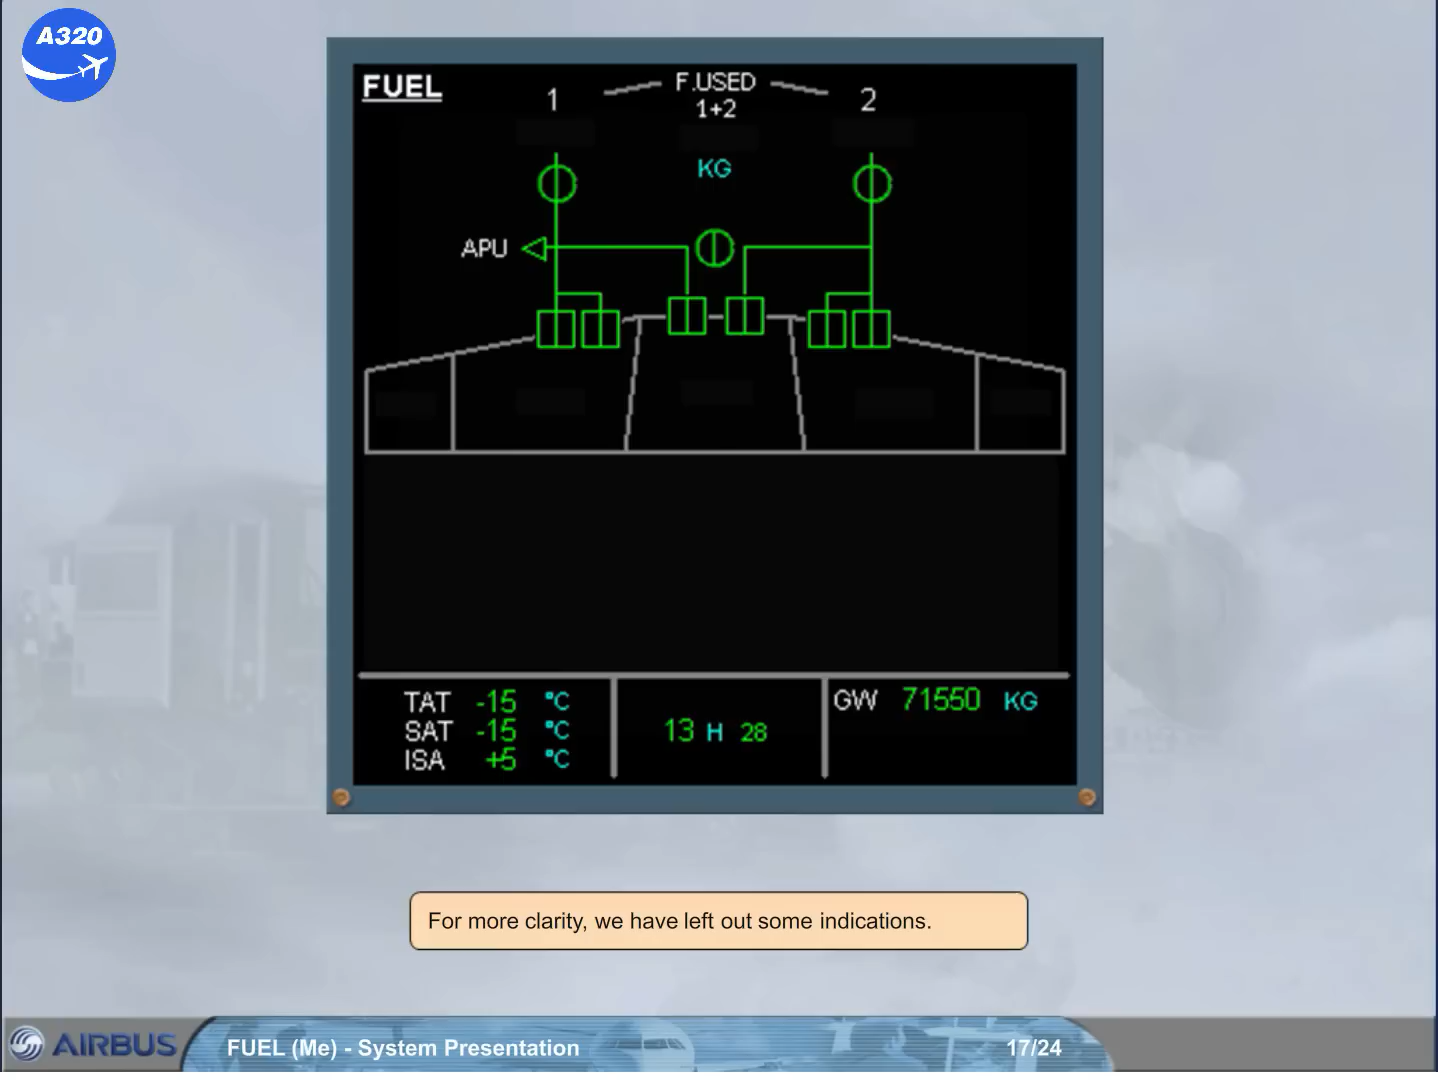 A320
FUEL
1 F.USED 2
1+2
KG
APU
TAT -15 °C
SAT -15 °C
ISA +5 °C
13 H 28
GW 71550 KG
For more clarity, we have left out some indications.
AIRBUS
FUEL (Me) - System Presentation 17/24